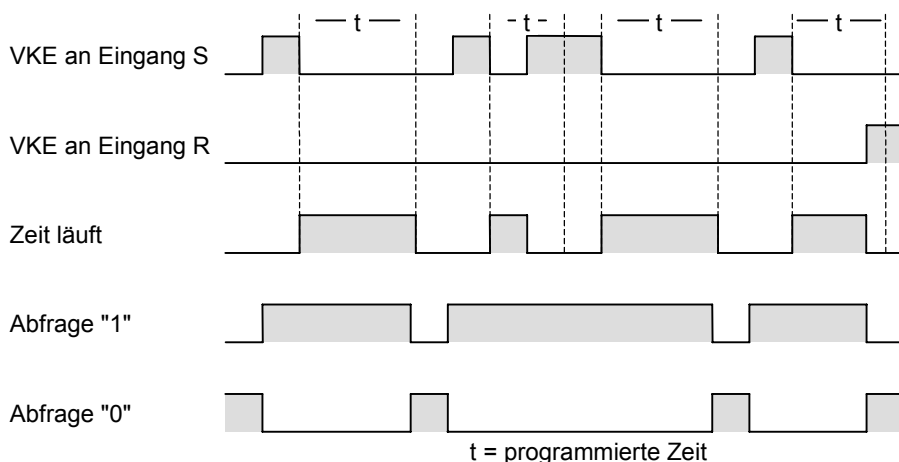 t t t t
VKE an Eingang S
VKE an Eingang R
Zeit läuft
Abfrage "1"
Abfrage "0"
t = programmierte Zeit